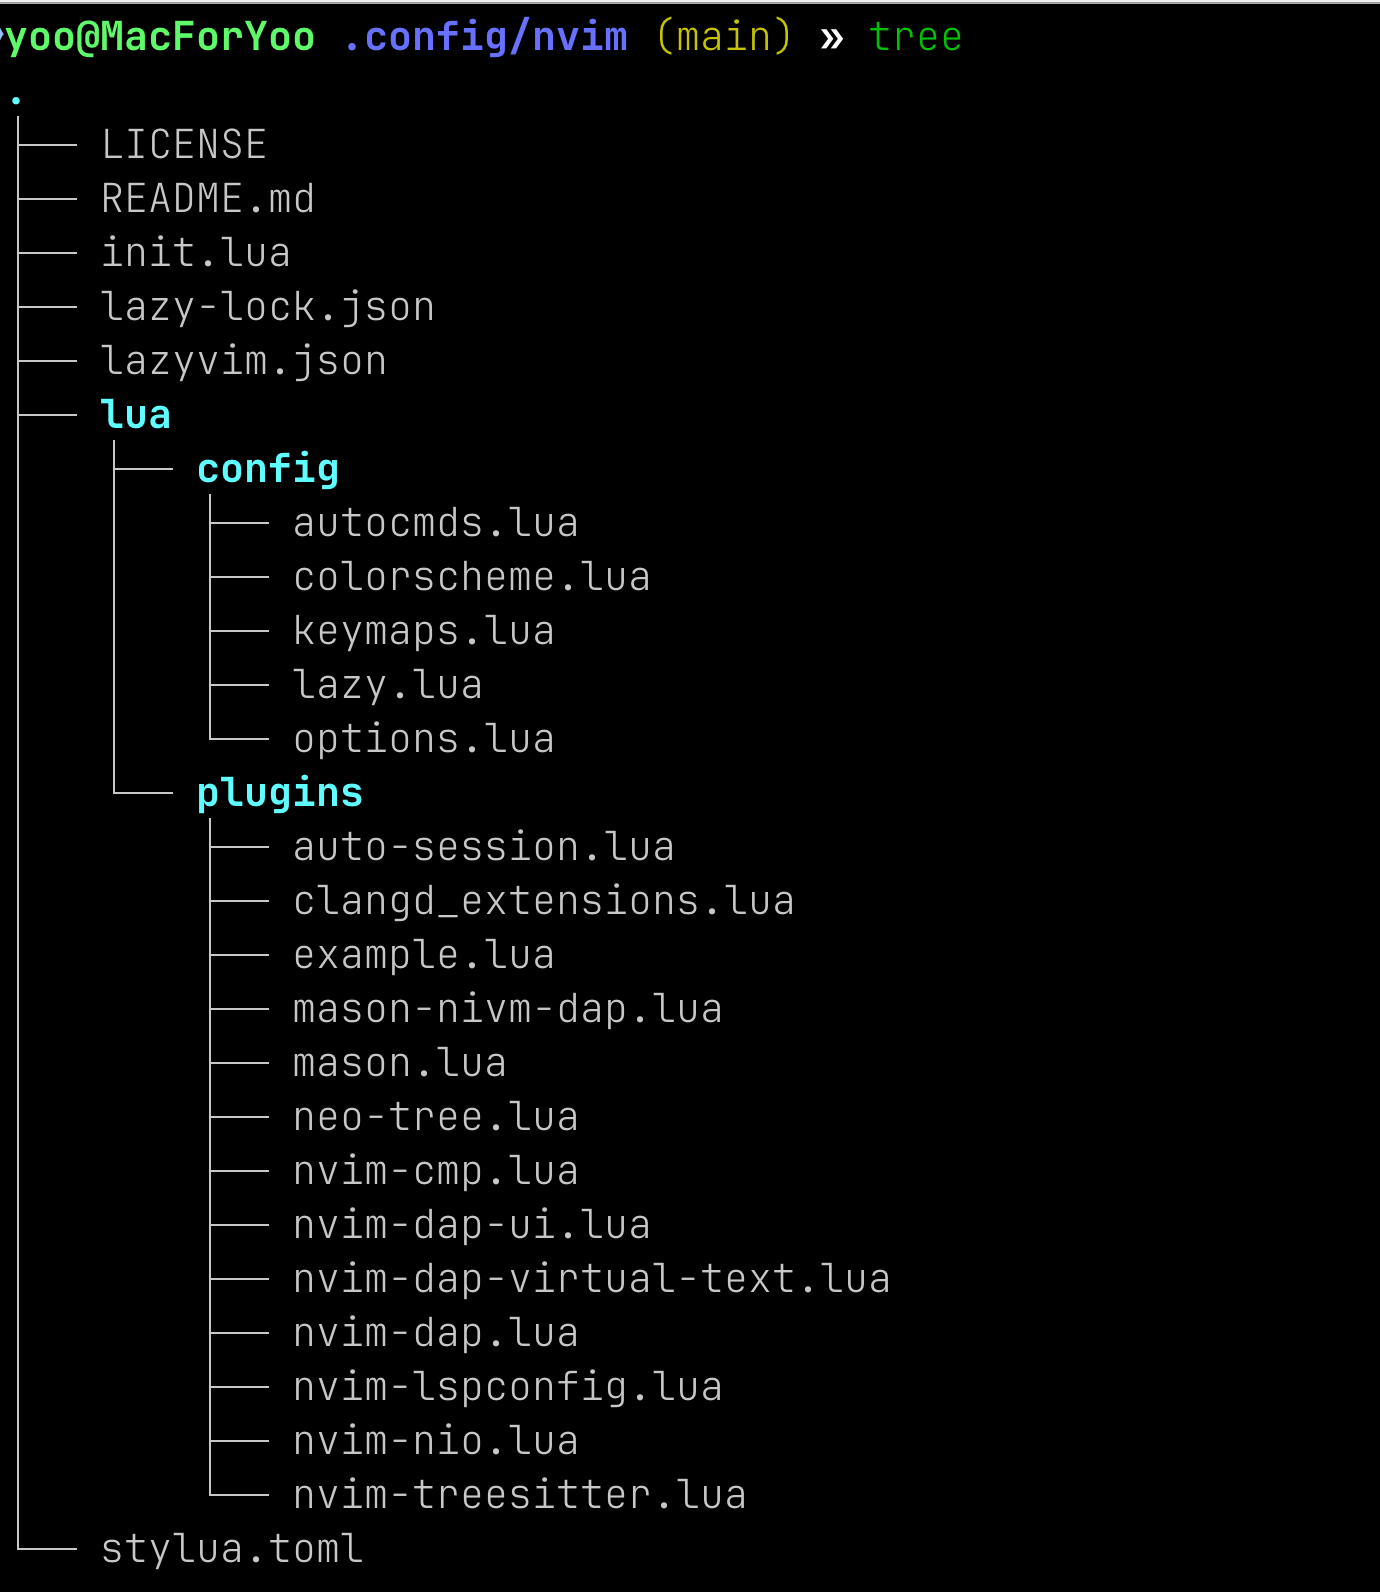 yoo@MacForYoo .config/nvim (main) » tree
.
├── LICENSE
├── README.md
├── init.lua
├── lazy-lock.json
├── lazyvim.json
├── lua
│   ├── config
│   │   ├── autocmds.lua
│   │   ├── colorscheme.lua
│   │   ├── keymaps.lua
│   │   ├── lazy.lua
│   │   └── options.lua
│   └── plugins
│       ├── auto-session.lua
│       ├── clangd_extensions.lua
│       ├── example.lua
│       ├── mason-nivm-dap.lua
│       ├── mason.lua
│       ├── neo-tree.lua
│       ├── nvim-cmp.lua
│       ├── nvim-dap-ui.lua
│       ├── nvim-dap-virtual-text.lua
│       ├── nvim-dap.lua
│       ├── nvim-lspconfig.lua
│       ├── nvim-nio.lua
│       └── nvim-treesitter.lua
└── stylua.toml